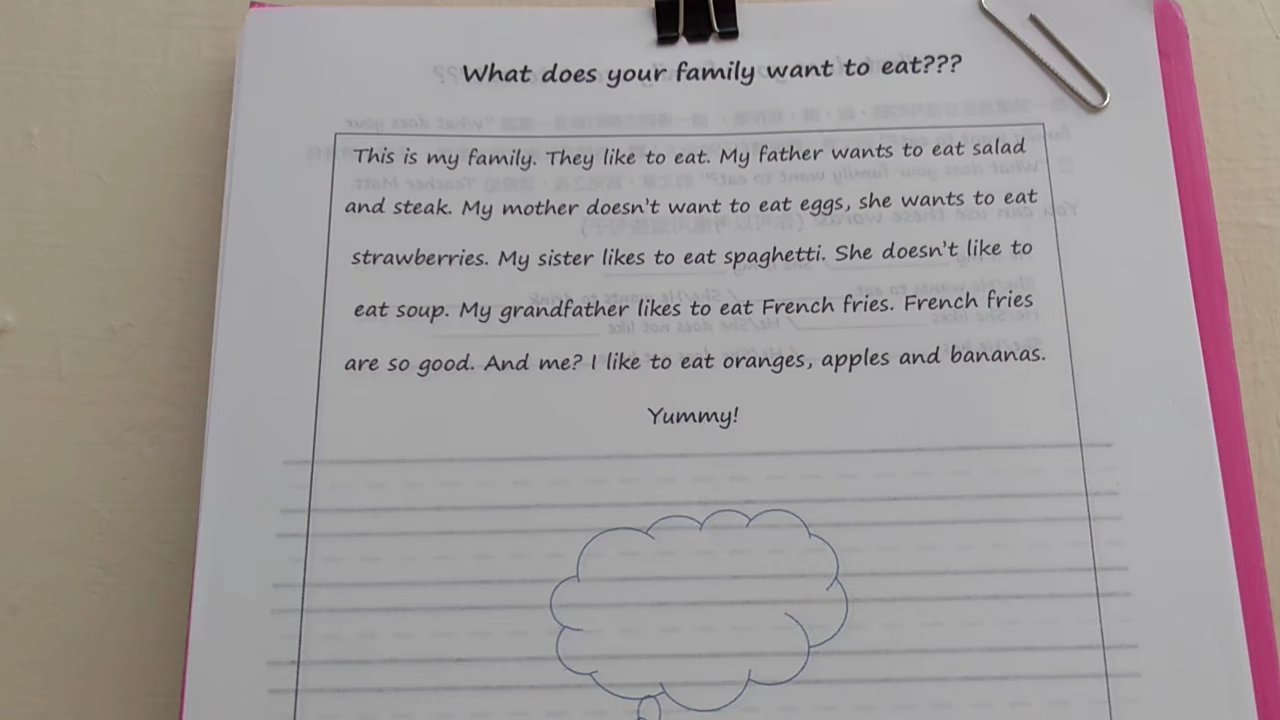 What does your family want to eat???
This is my family. They like to eat. My father wants to eat salad
and steak. My mother doesn't want to eat eggs, she wants to eat
strawberries. My sister likes to eat spaghetti. She doesn't like to
eat soup. My grandfather likes to eat French fries. French fries
are so good. And me? I like to eat oranges, apples and bananas.
Yummy!